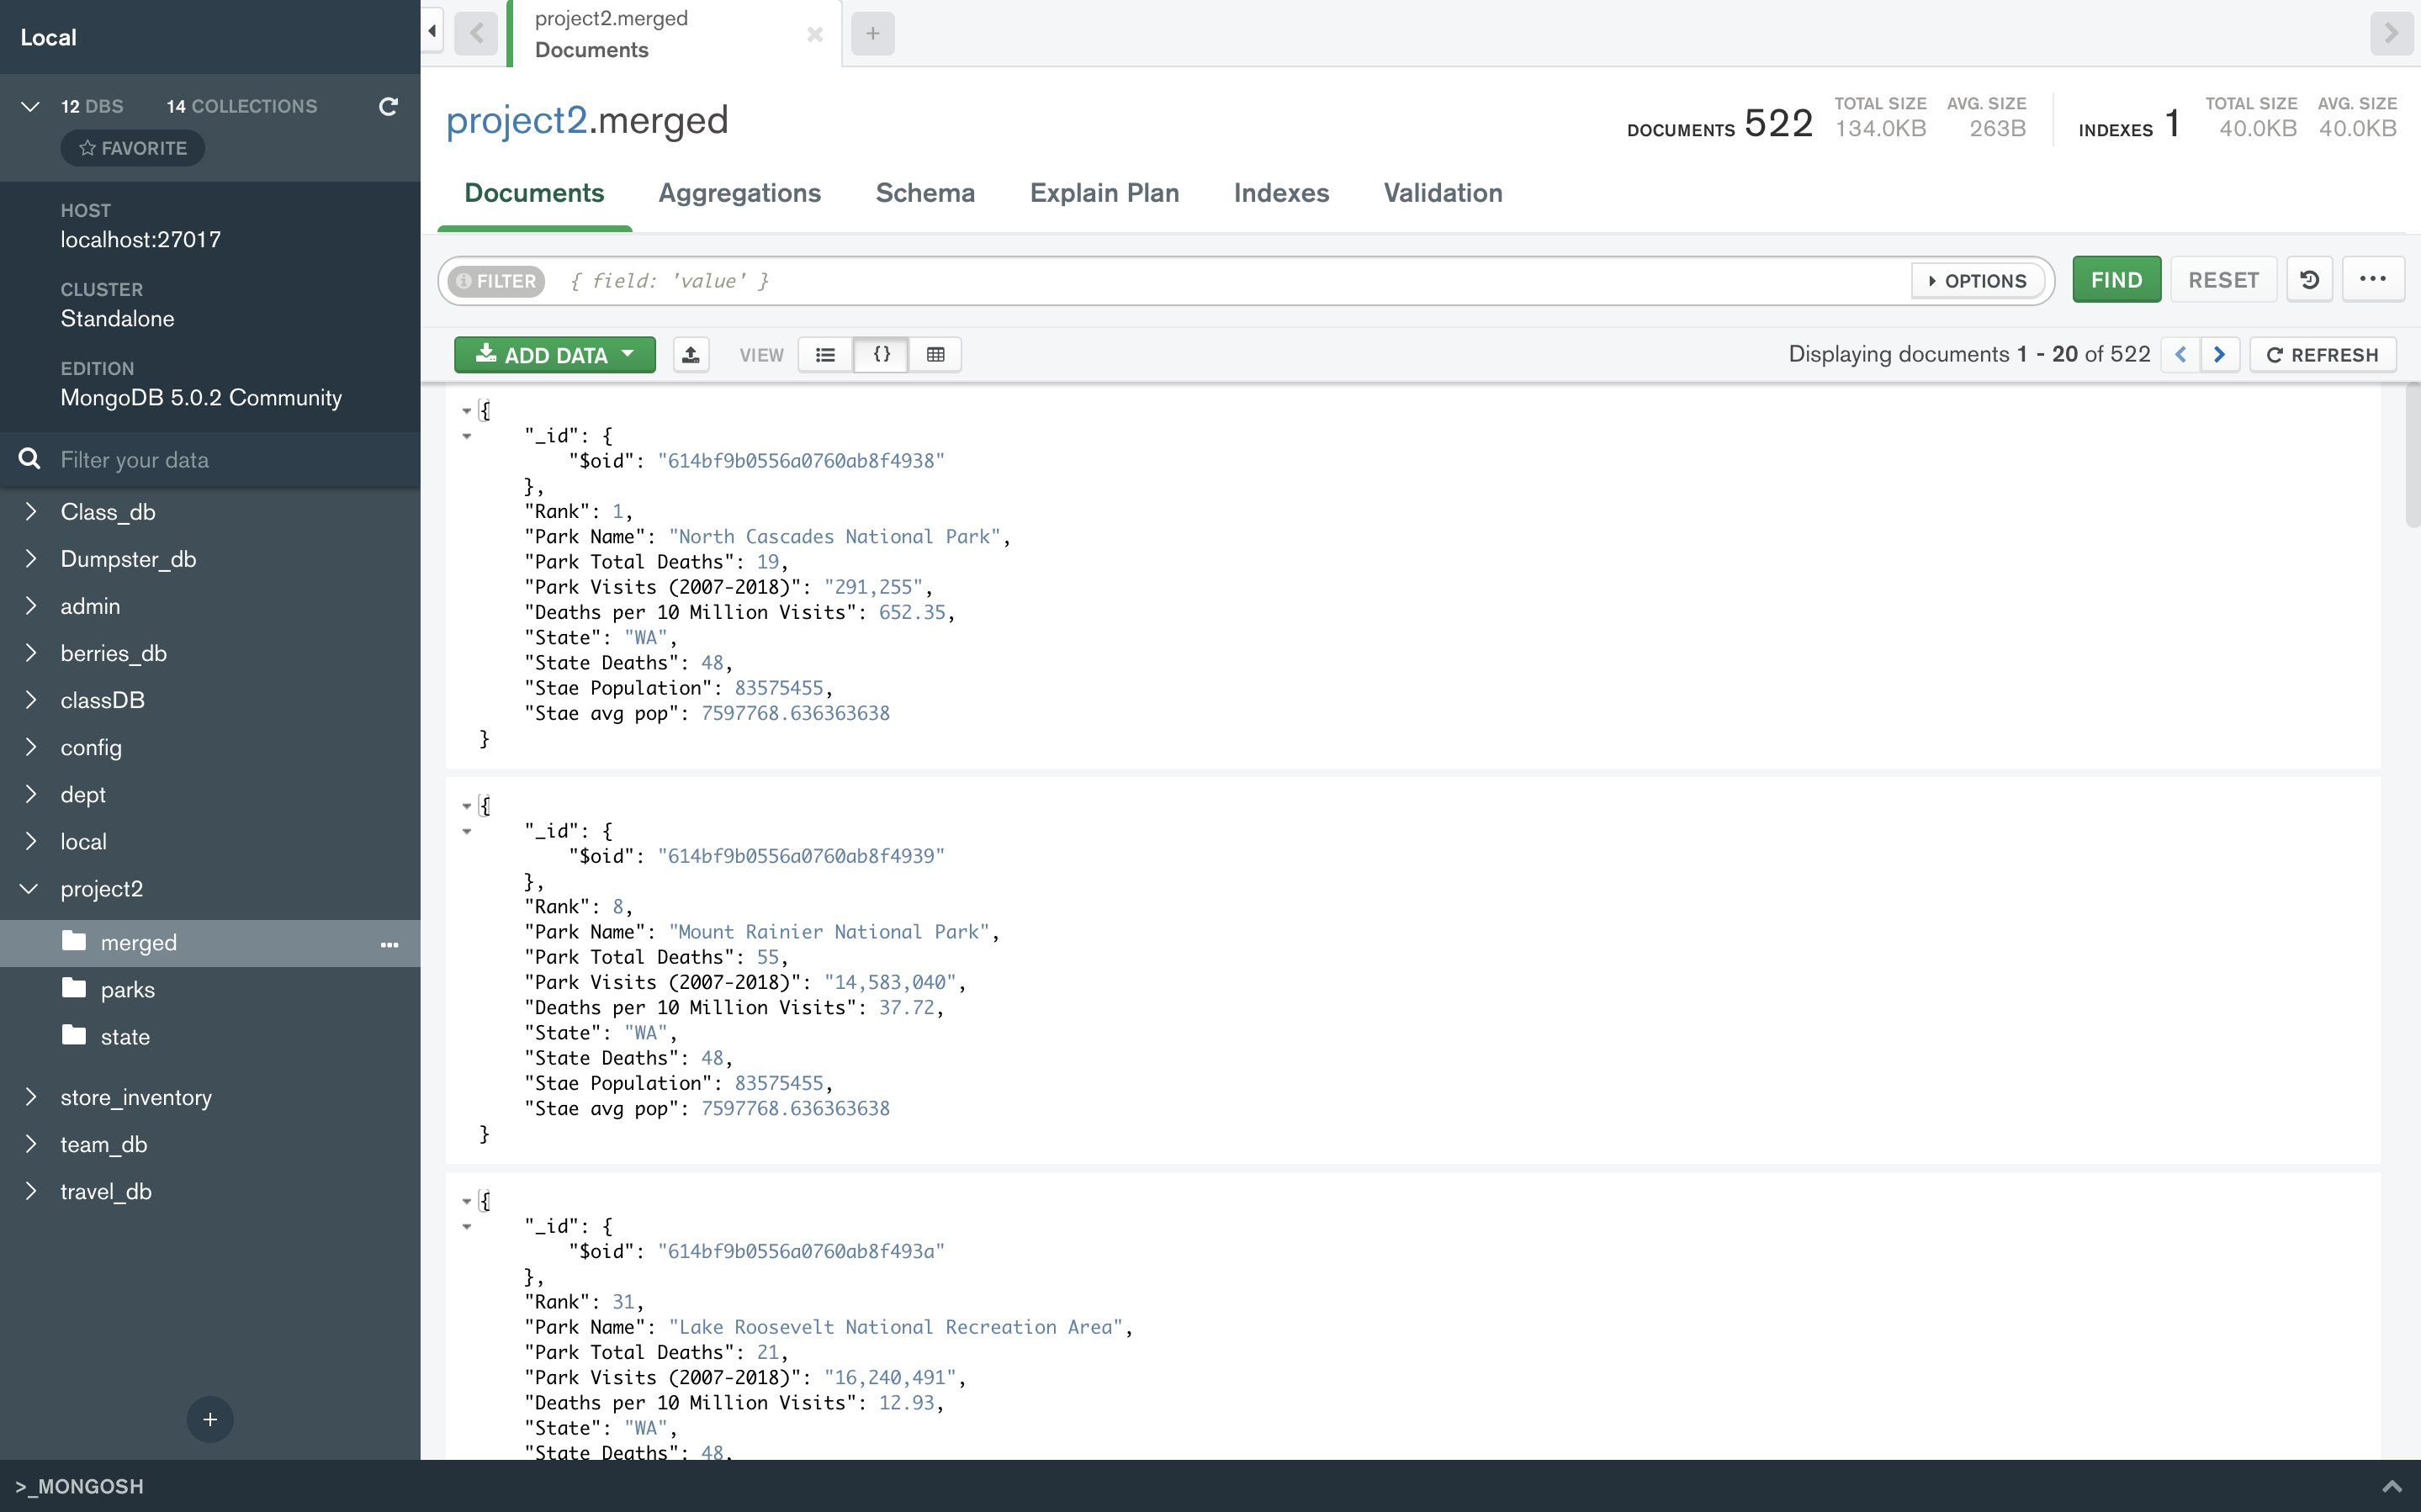 Local
12 DBS 14 COLLECTIONS
FAVORITE
HOST
localhost:27017
CLUSTER
Standalone
EDITION
MongoDB 5.0.2 Community
Filter your data
Class_db
Dumpster_db
admin
berries_db
classDB
config
dept
local
project2
merged
parks
state
store_inventory
team_db
travel_db
+
>_MONGOSH
project2.merged
Documents
+
project2.merged
DOCUMENTS 522 TOTAL SIZE 134.0KB AVG. SIZE 263B
INDEXES 1 TOTAL SIZE 40.0KB AVG. SIZE 40.0KB
Documents Aggregations Schema Explain Plan Indexes Validation
FILTER { field: 'value' } OPTIONS FIND RESET ...
ADD DATA VIEW {} Displaying documents 1 - 20 of 522 < > REFRESH
{
"_id": {
"$oid": "614bf9b0556a0760ab8f4938"
},
"Rank": 1,
"Park Name": "North Cascades National Park",
"Park Total Deaths": 19,
"Park Visits (2007-2018)": "291,255",
"Deaths per 10 Million Visits": 652.35,
"State": "WA",
"State Deaths": 48,
"Stae Population": 83575455,
"Stae avg pop": 7597768.636363638
}
{
"_id": {
"$oid": "614bf9b0556a0760ab8f4939"
},
"Rank": 8,
"Park Name": "Mount Rainier National Park",
"Park Total Deaths": 55,
"Park Visits (2007-2018)": "14,583,040",
"Deaths per 10 Million Visits": 37.72,
"State": "WA",
"State Deaths": 48,
"Stae Population": 83575455,
"Stae avg pop": 7597768.636363638
}
{
"_id": {
"$oid": "614bf9b0556a0760ab8f493a"
},
"Rank": 31,
"Park Name": "Lake Roosevelt National Recreation Area",
"Park Total Deaths": 21,
"Park Visits (2007-2018)": "16,240,491",
"Deaths per 10 Million Visits": 12.93,
"State": "WA",
"State Deaths": 48,